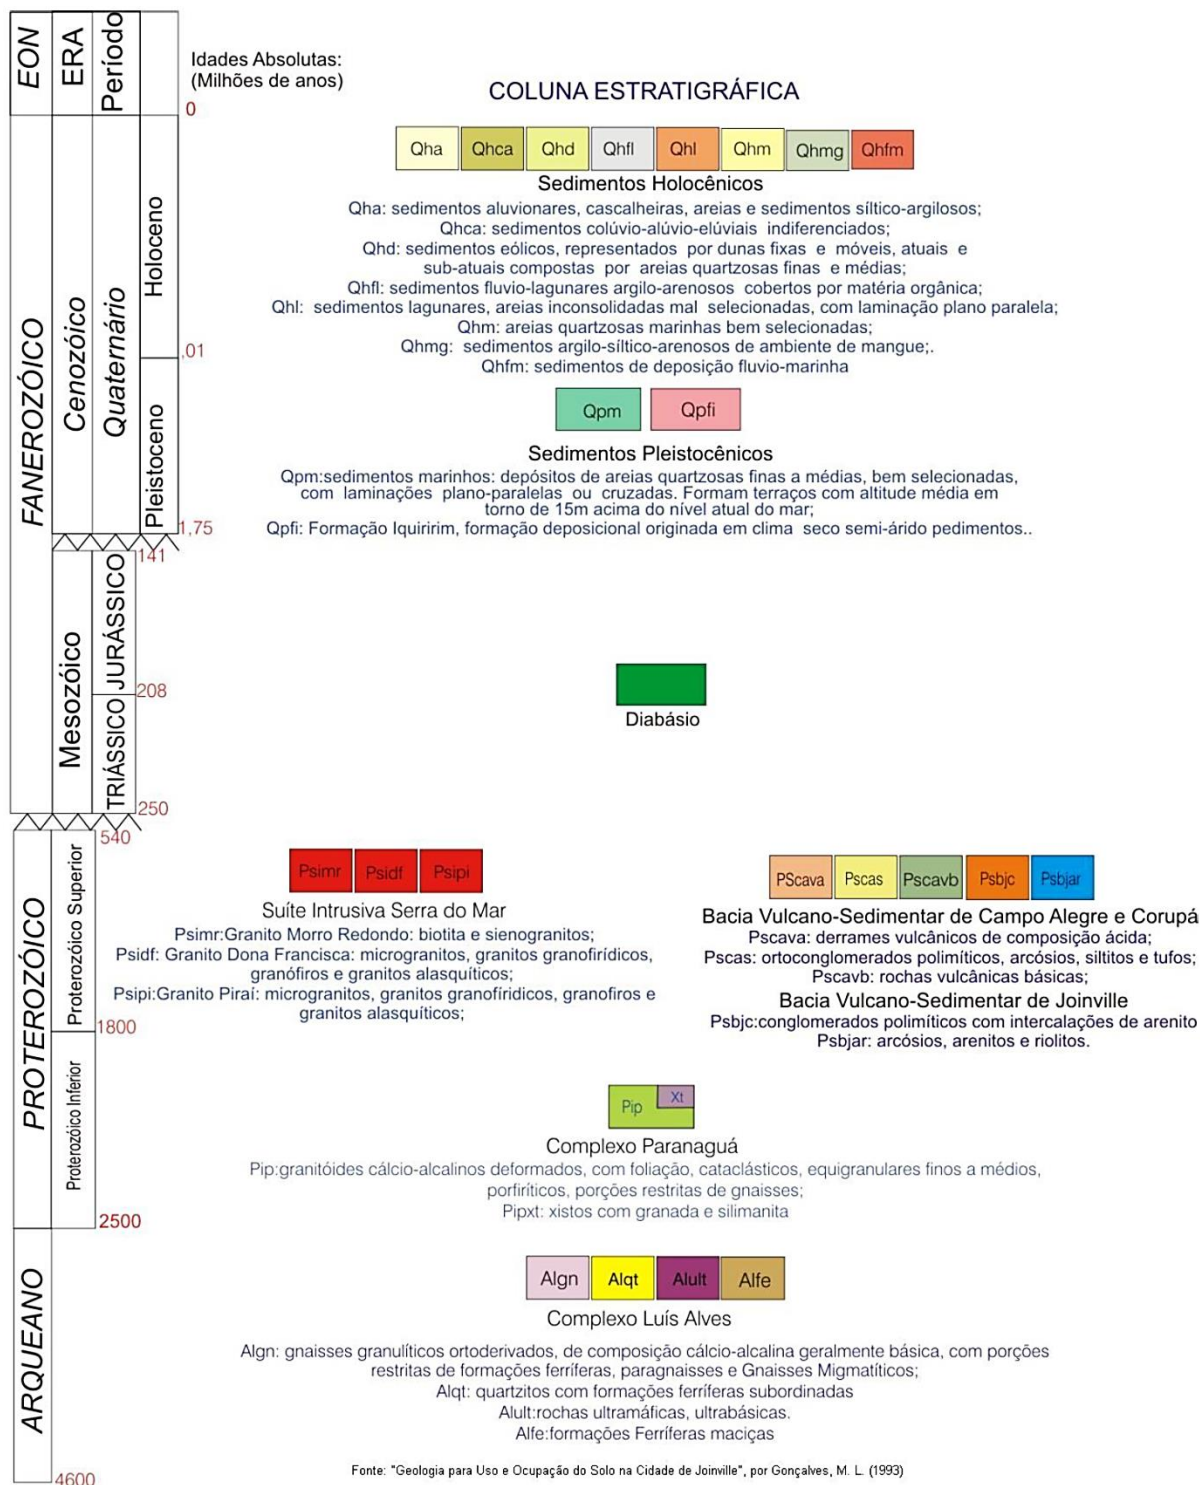 EON
ERA
Período
Idades Absolutas:
(Milhões de anos)
COLUNA ESTRATIGRÁFICA
0
FANEROZÓICO
Cenozóico
Quaternário
Holoceno
Qha Qhca Qhd Qhfl Qhl Qhm Qhmg Qhfm
Sedimentos Holocênicos
Qha: sedimentos aluvionares, cascalheiras, areias e sedimentos síltico-argilosos;
Qhca: sedimentos colúvio-alúvio-elúviais indiferenciados;
Qhd: sedimentos eólicos, representados por dunas fixas e móveis, atuais e
sub-atuais compostas por areias quartzosas finas e médias;
Qhfl: sedimentos fluvio-lagunares argilo-arenosos cobertos por matéria orgânica;
Qhl: sedimentos lagunares, areias inconsolidadas mal selecionadas, com laminação plano paralela;
Qhm: areias quartzosas marinhas bem selecionadas;
Qhmg: sedimentos argilo-síltico-arenosos de ambiente de mangue;.
Qhfm: sedimentos de deposição fluvio-marinha
,01
Pleistoceno
Qpm Qpfi
Sedimentos Pleistocênicos
Qpm:sedimentos marinhos: depósitos de areias quartzosas finas a médias, bem selecionadas,
com laminações plano-paralelas ou cruzadas. Formam terraços com altitude média em
torno de 15m acima do nível atual do mar;
Qpfi: Formação Iquiririm, formação deposicional originada em clima seco semi-árido pedimentos..
1,75
141
Mesozóico
JURÁSSICO
208
TRIÁSSICO
250
Diabásio
540
PROTEROZÓICO
Proterozóico Superior
Psimr Psidf Psipi
Suíte Intrusiva Serra do Mar
Psimr:Granito Morro Redondo: biotita e sienogranitos;
Psidf: Granito Dona Francisca: microgranitos, granitos granofirídicos,
granófiros e granitos alasquíticos;
Psipi:Granito Piraí: microgranitos, granitos granofíridicos, granofiros e
granitos alasquíticos;
PScava Pscas Pscavb Psbjc Psbjar
Bacia Vulcano-Sedimentar de Campo Alegre e Corupá
Pscava: derrames vulcânicos de composição ácida;
Pscas: ortoconglomerados polimíticos, arcósios, siltitos e tufos;
Pscavb: rochas vulcânicas básicas;
Bacia Vulcano-Sedimentar de Joinville
Psbjc:conglomerados polimíticos com intercalações de arenito
Psbjar: arcósios, arenitos e riolitos.
1800
Proterozóico Inferior
Pip Xt
Complexo Paranaguá
Pip:granitóides cálcio-alcalinos deformados, com foliação, cataclásticos, equigranulares finos a médios,
porfiríticos, porções restritas de gnaisses;
Pipxt: xistos com granada e silimanita
2500
ARQUEANO
Algn Alqt Alult Alfe
Complexo Luís Alves
Algn: gnaisses granulíticos ortoderivados, de composição cálcio-alcalina geralmente básica, com porções
restritas de formações ferríferas, paragnaisses e Gnaisses Migmatíticos;
Alqt: quartzitos com formações ferríferas subordinadas
Alult:rochas ultramáficas, ultrabásicas.
Alfe:formações Ferríferas maciças
4600
Fonte: "Geologia para Uso e Ocupação do Solo na Cidade de Joinville", por Gonçalves, M. L. (1993)